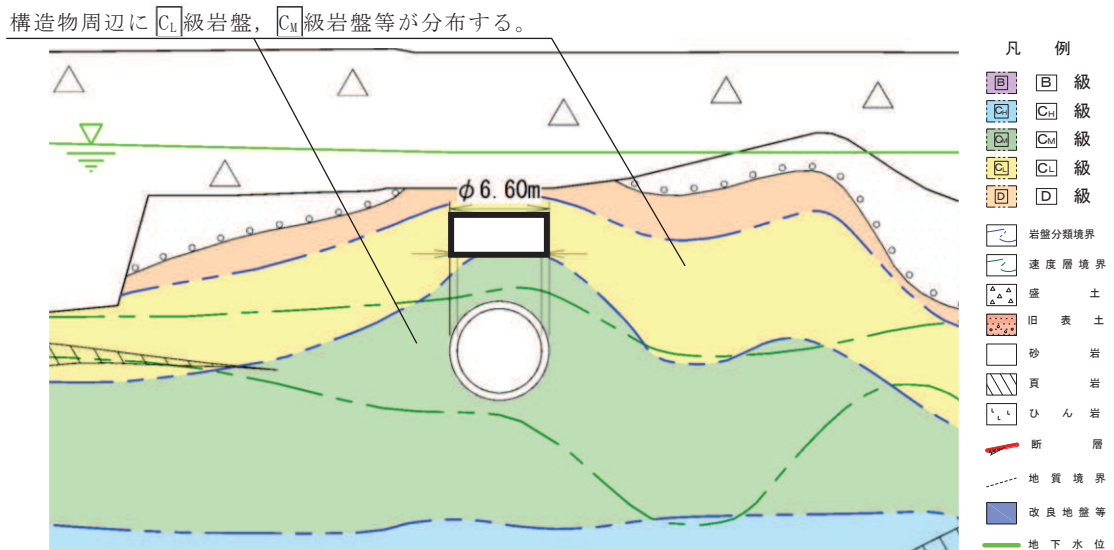 構造物周辺にCL級岩盤，CM級岩盤等が分布する。
φ6.60m
凡 例
B B 級
CH CH 級
CM CM 級
CL CL 級
D D 級
岩盤分類境界
速度層境界
盛 土
旧 表 土
砂 岩
頁 岩
ひ ん 岩
断 層
地 質 境 界
改 良 地 盤 等
地 下 水 位